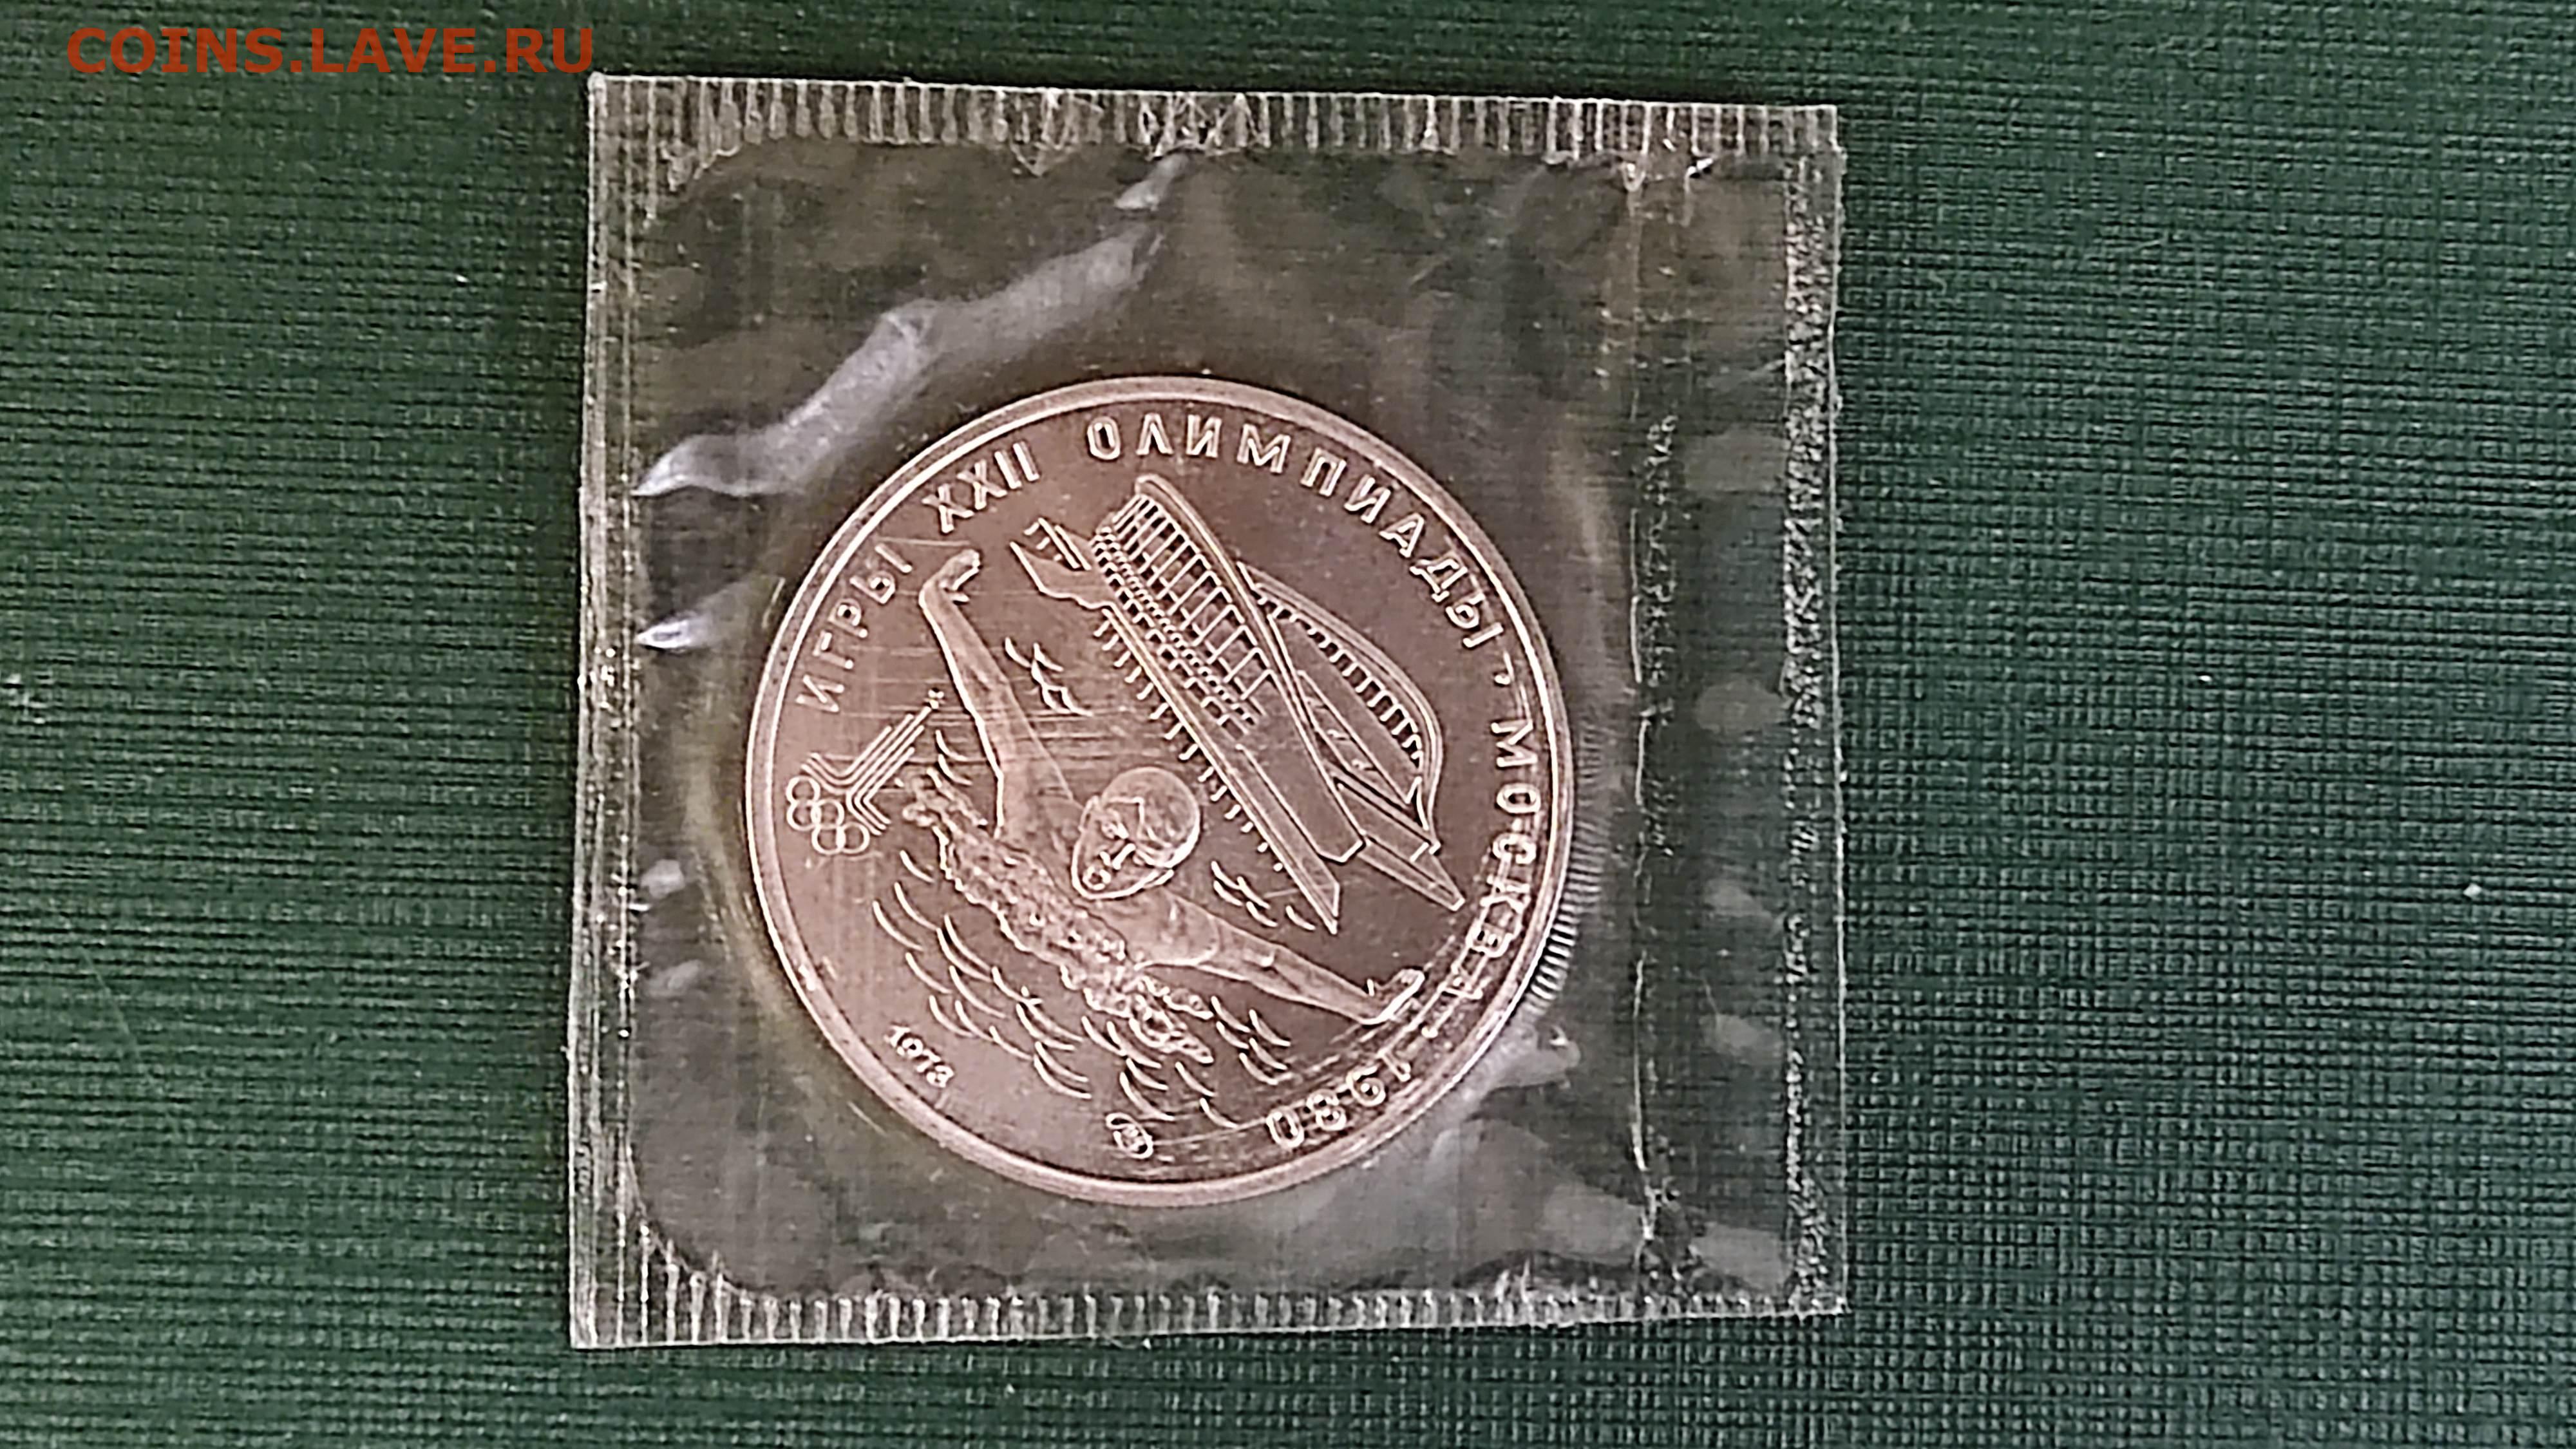 COINS.LAVE.RU
ИГРЫ XXII ОЛИМПИАДЫ · МОСКВА · 1980
1978